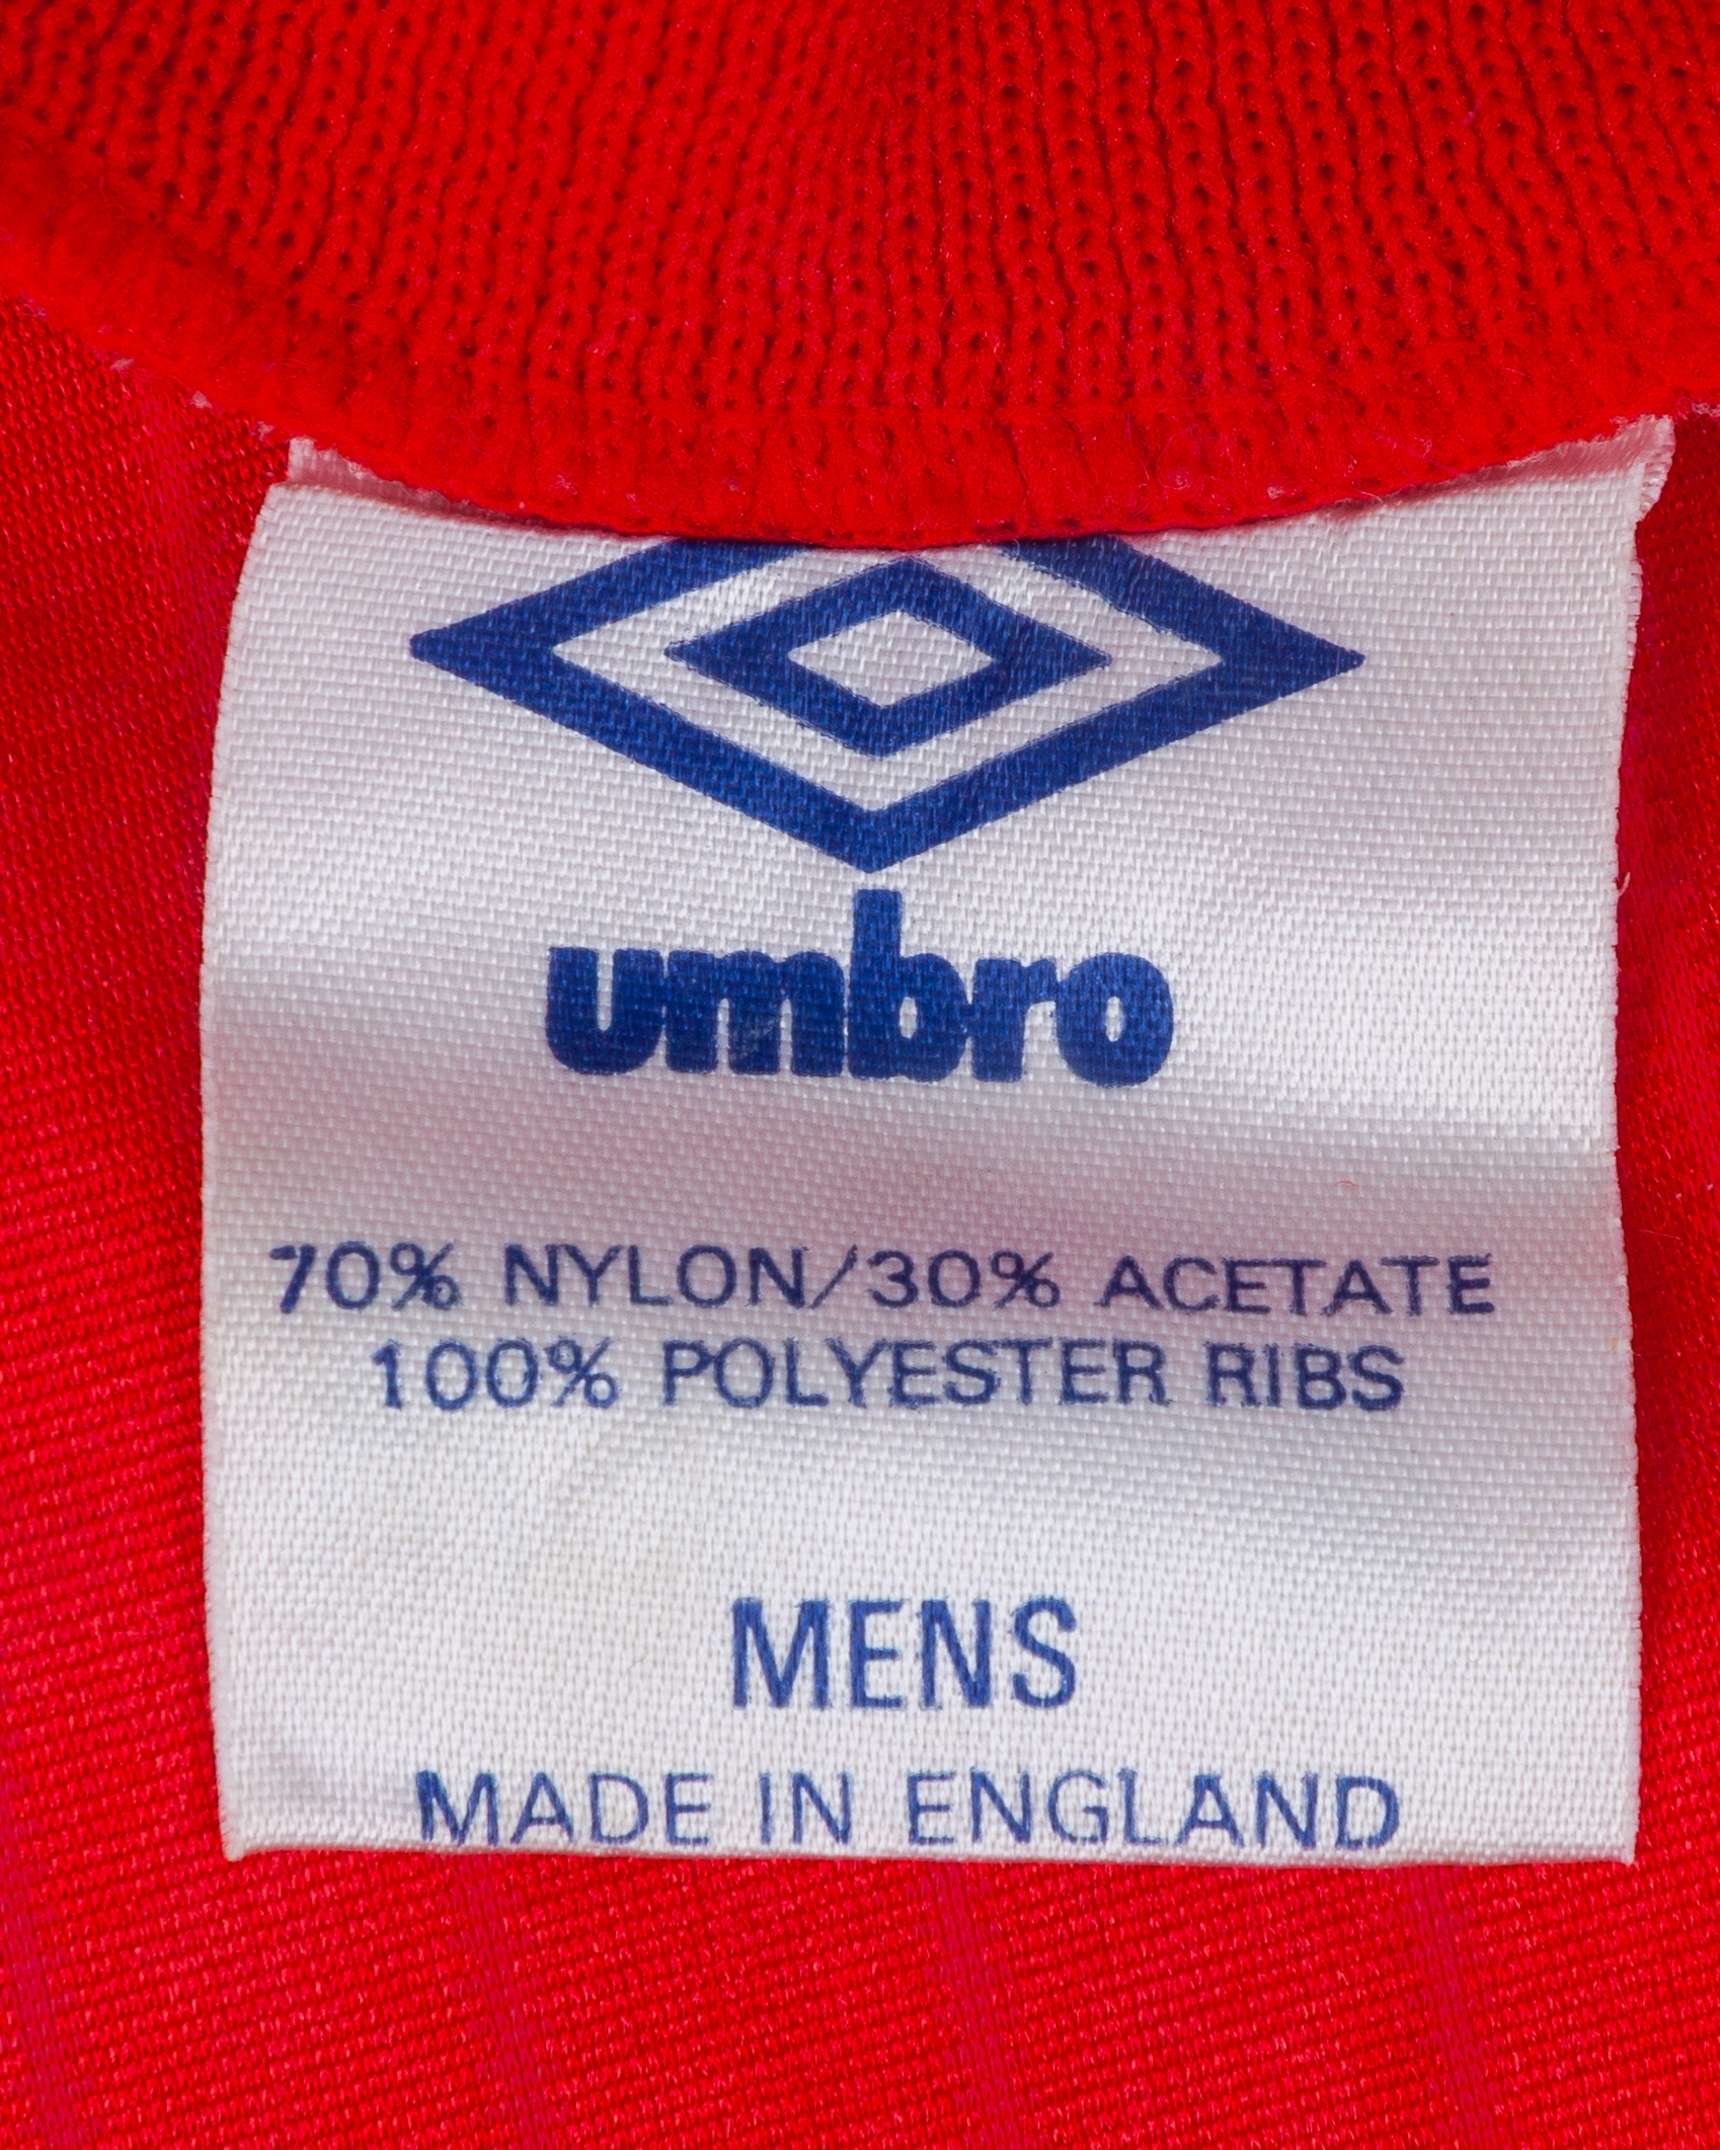 umbro
70% NYLON/30% ACETATE
100% POLYESTER RIBS
MENS
MADE IN ENGLAND